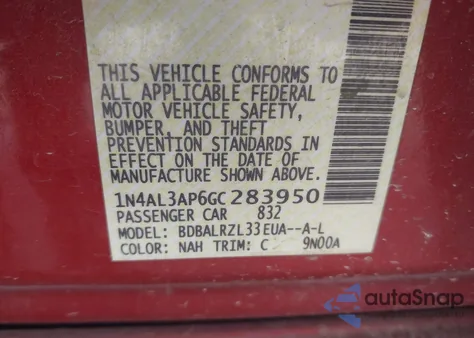 THIS VEHICLE CONFORMS TO
ALL APPLICABLE FEDERAL
MOTOR VEHICLE SAFETY,
BUMPER, AND THEFT
PREVENTION STANDARDS IN
EFFECT ON THE DATE OF
MANUFACTURE SHOWN ABOVE.
1N4AL3AP6GC283950
PASSENGER CAR 832
MODEL: BDBALRZL33EUA--A-L
COLOR: NAH TRIM: C 9N00A
autoSnap